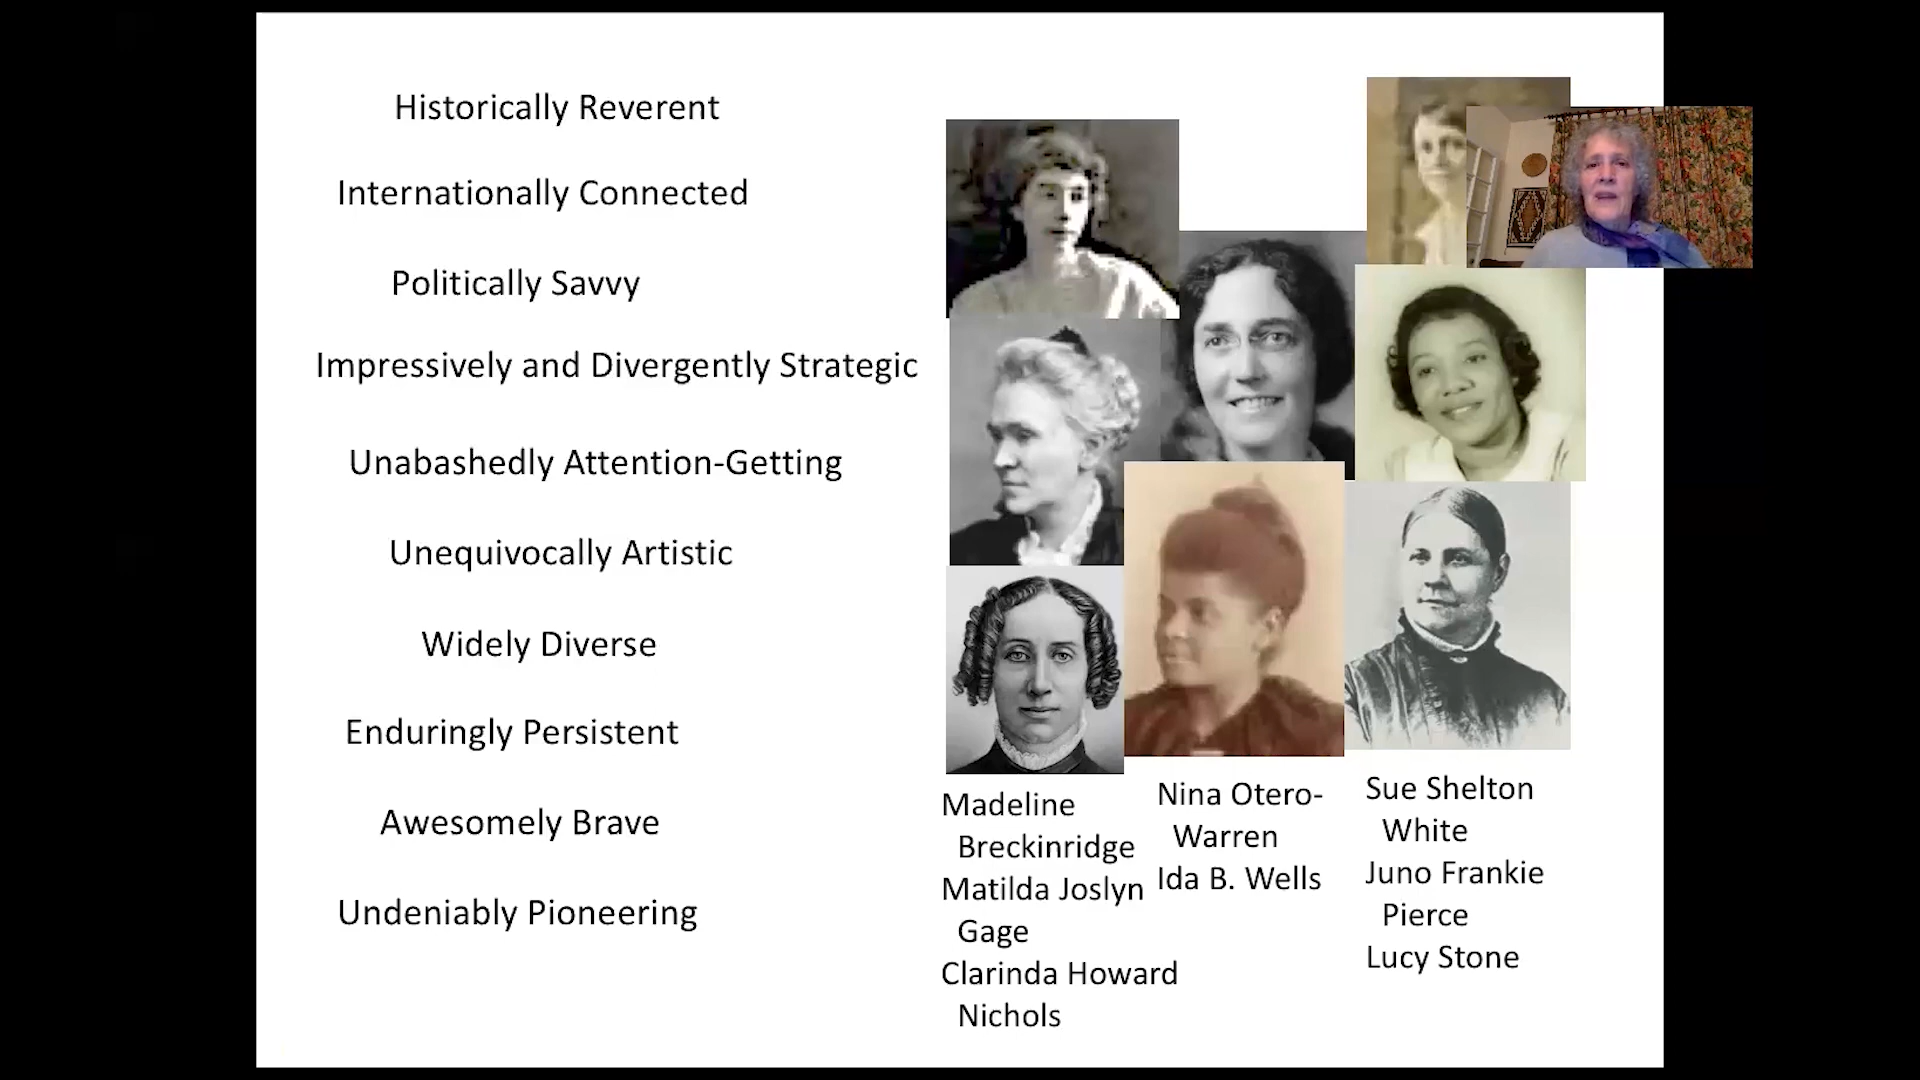 Historically Reverent
Internationally Connected
Politically Savvy
Impressively and Divergently Strategic
Unabashedly Attention-Getting
Unequivocally Artistic
Widely Diverse
Enduringly Persistent
Awesomely Brave
Undeniably Pioneering
Madeline
Breckinridge
Matilda Joslyn
Gage
Clarinda Howard
Nichols
Nina Otero-
Warren
Ida B. Wells
Sue Shelton
White
Juno Frankie
Pierce
Lucy Stone